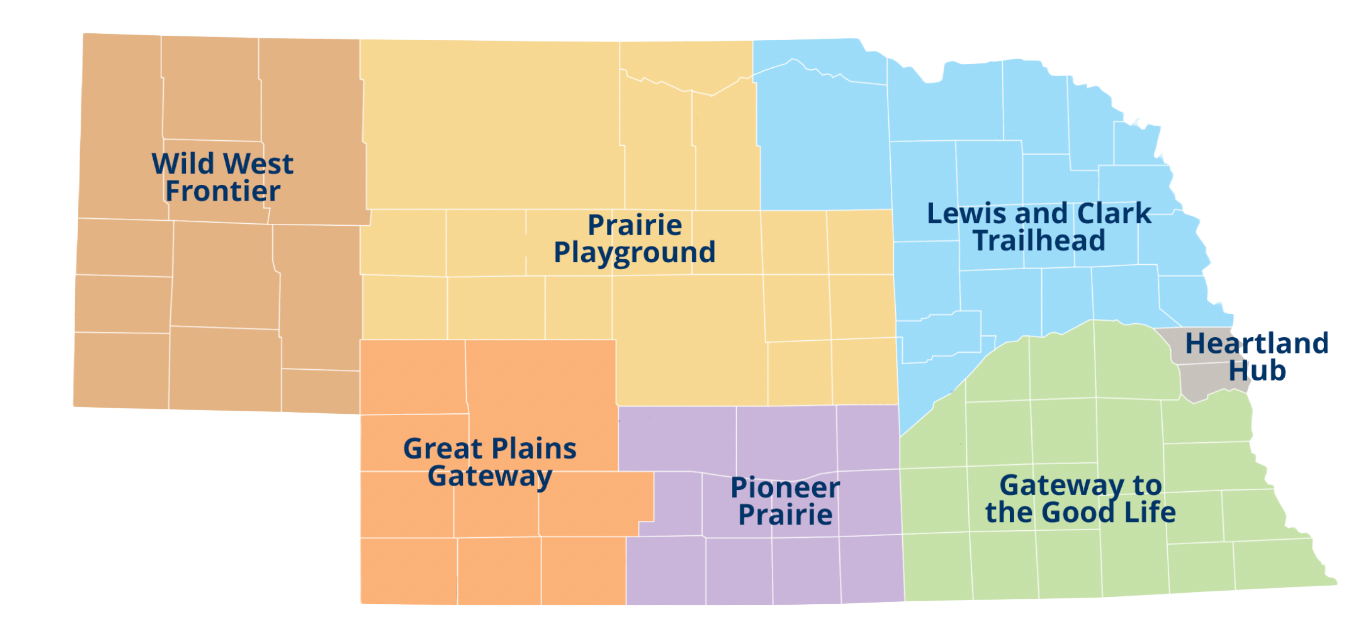 Wild West
Frontier
Prairie
Playground
Lewis and Clark
Trailhead
Heartland
Hub
Great Plains
Gateway
Pioneer
Prairie
Gateway to
the Good Life